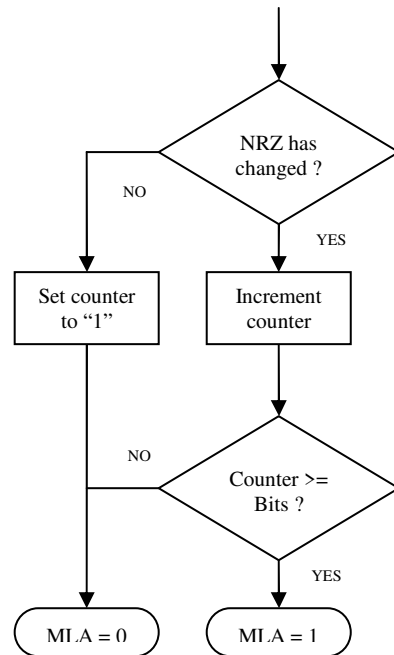 NRZ has
changed ?
NO
YES
Set counter
to “1”
Increment
counter
NO
Counter >=
Bits ?
YES
MLA = 0
MLA = 1